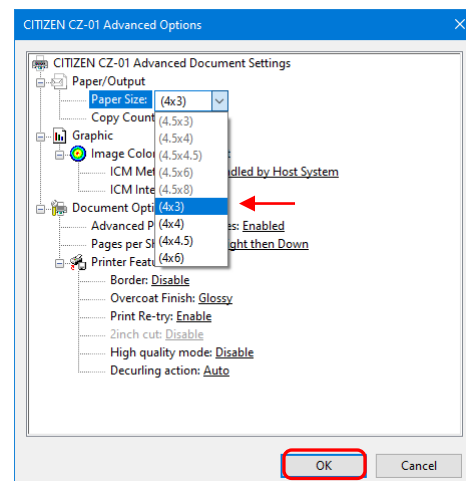 CITIZEN CZ-01 Advanced Options
CITIZEN CZ-01 Advanced Document Settings
Paper/Output
Paper Size: (4x3)
Copy Count
(4.5x3)
Graphic (4.5x4)
Image Color (4.5x4.5)
ICM Met (4.5x6) dled by Host System
ICM Inte (4.5x8)
Document Opti (4x3)
Advanced P (4x4) es: Enabled
Pages per Sh (4x4.5) ght then Down
Printer Featu (4x6)
Border: Disable
Overcoat Finish: Glossy
Print Re-try: Enable
2inch cut: Disable
High quality mode: Disable
Decurling action: Auto
OK Cancel